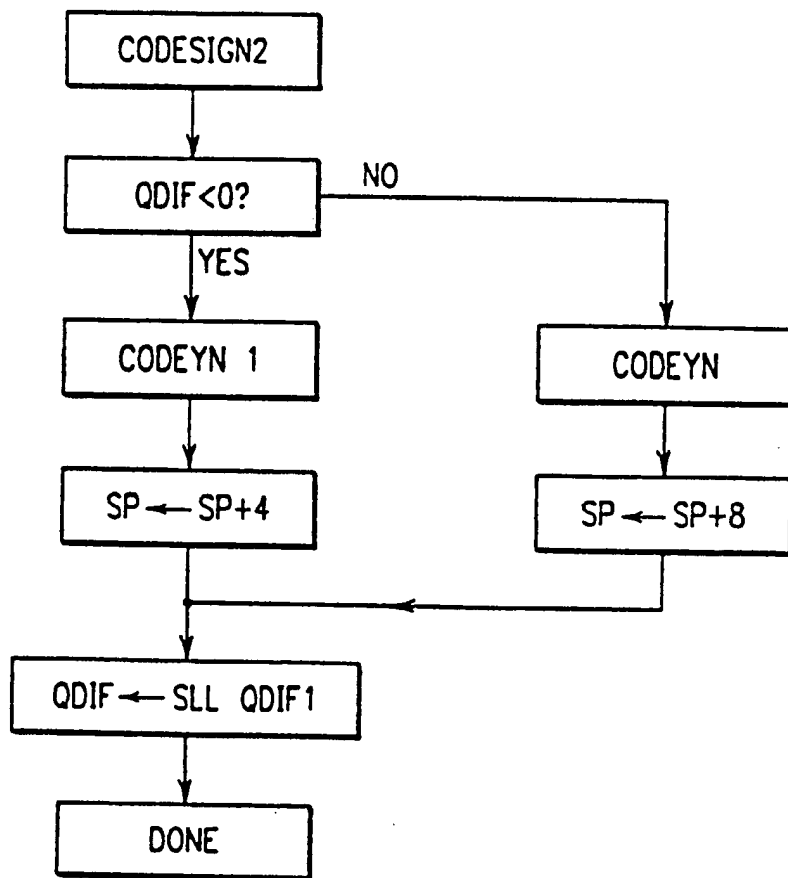 CODESIGN2
QDIF<0?
NO
YES
CODEYN 1
CODEYN
SP ← SP+4
SP ← SP+8
QDIF ← SLL QDIF1
DONE